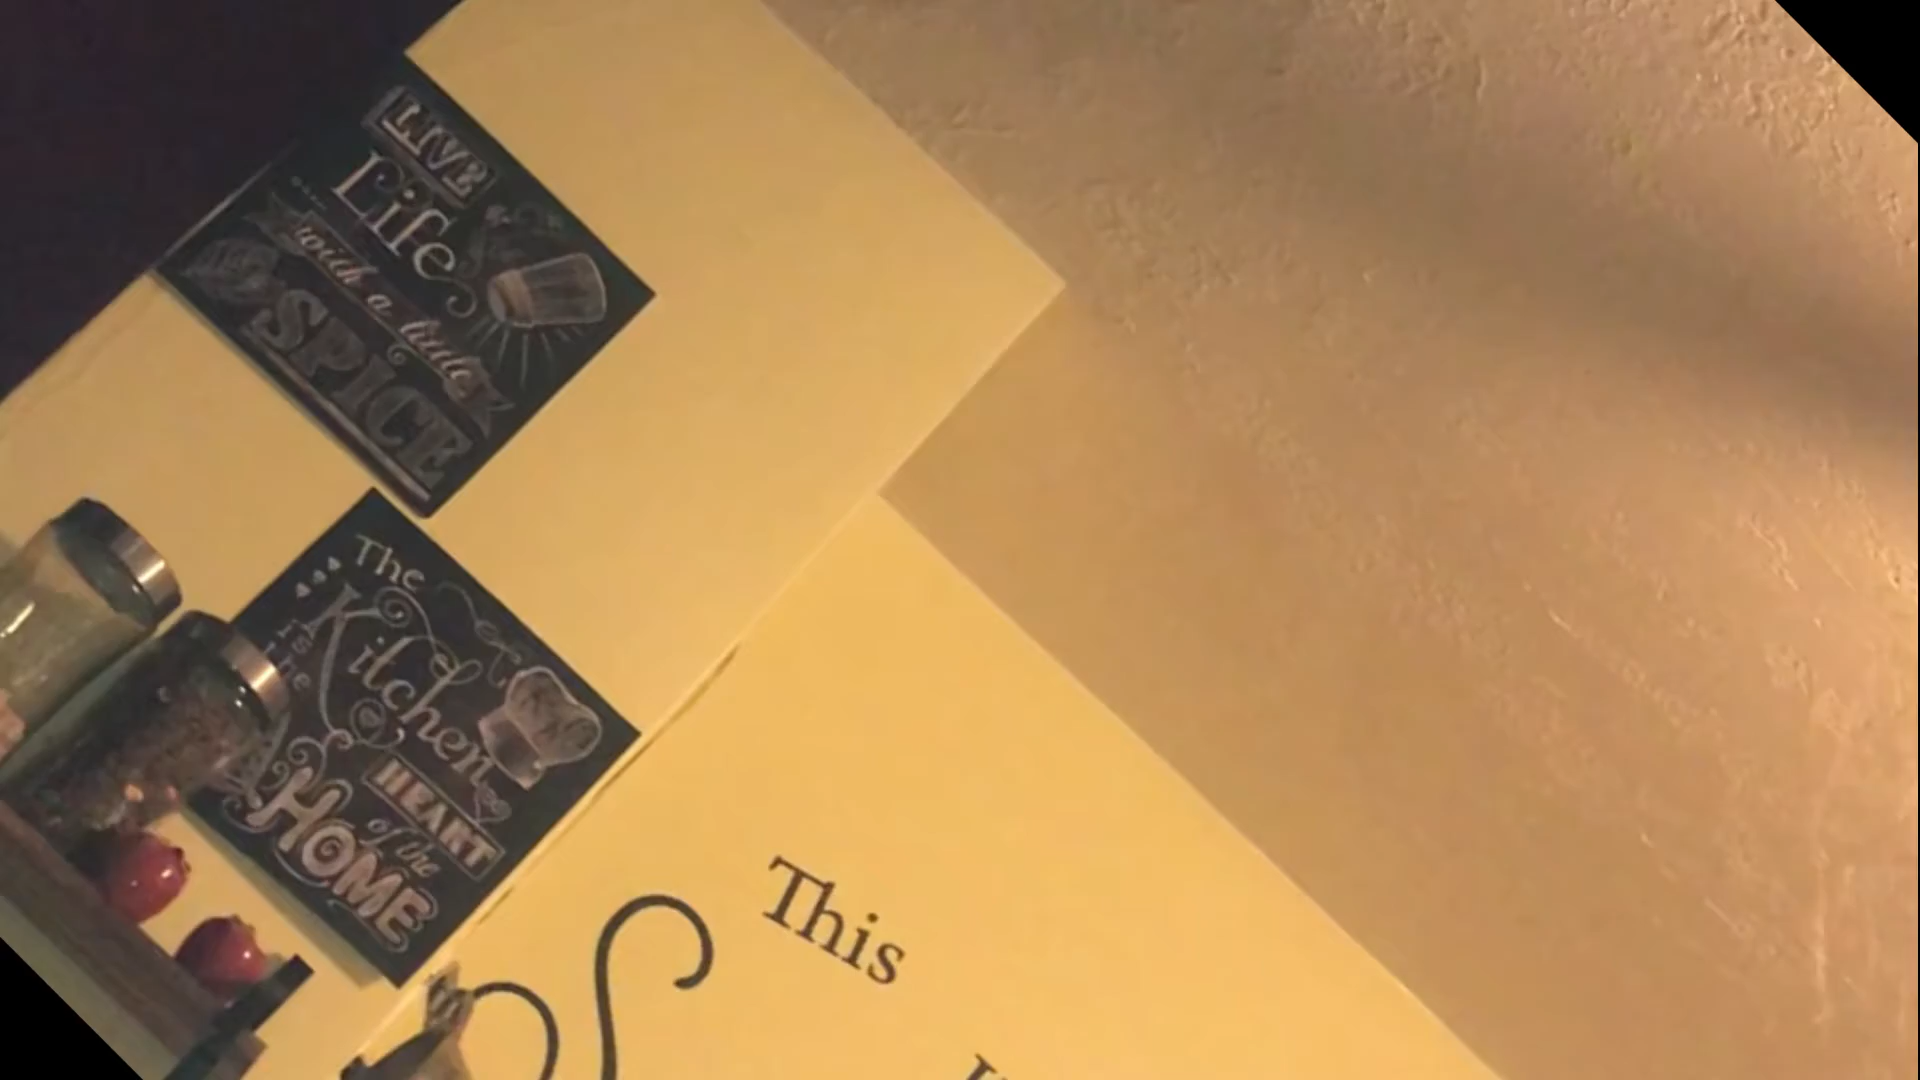 LIVE
Life
with a little
SPICE
The
Kitchen
is the
HEART
of the
HOME
This